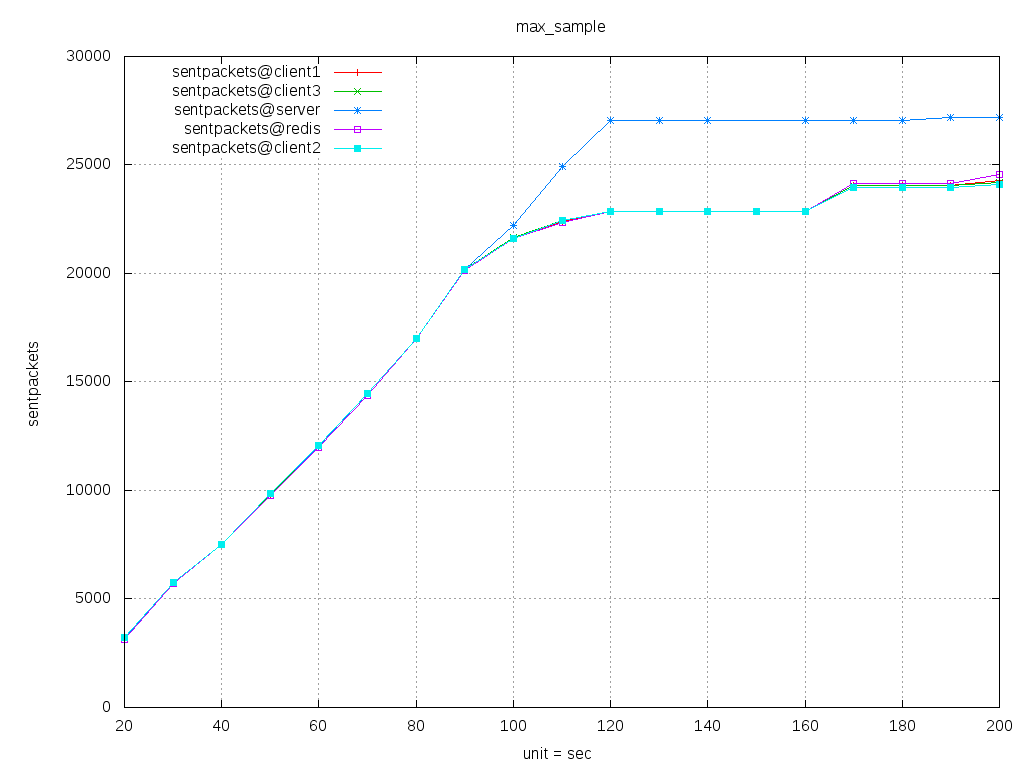 max_sample
30000
25000
20000
15000
10000
5000
0
sentpackets@client1
sentpackets@client3
sentpackets@server
sentpackets@redis
sentpackets@client2
sentpackets
20 40 60 80 100 120 140 160 180 200
unit = sec